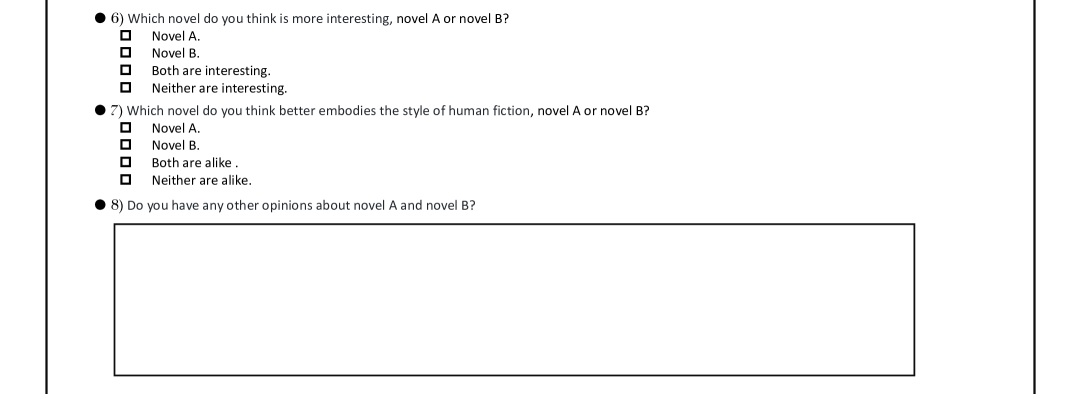 ● 6) Which novel do you think is more interesting, novel A or novel B?
☐ Novel A.
☐ Novel B.
☐ Both are interesting.
☐ Neither are interesting.
● 7) Which novel do you think better embodies the style of human fiction, novel A or novel B?
☐ Novel A.
☐ Novel B.
☐ Both are alike .
☐ Neither are alike.
● 8) Do you have any other opinions about novel A and novel B?